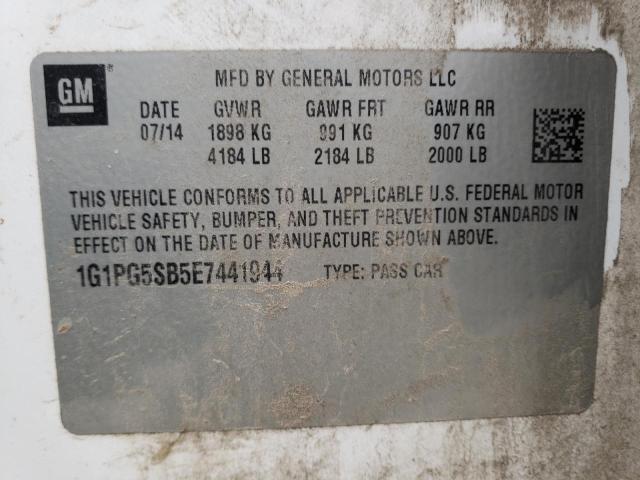 GM
MFD BY GENERAL MOTORS LLC
DATE GVWR GAWR FRT GAWR RR
07/14 1898 KG 991 KG 907 KG
4184 LB 2184 LB 2000 LB
THIS VEHICLE CONFORMS TO ALL APPLICABLE U.S. FEDERAL MOTOR
VEHICLE SAFETY, BUMPER, AND THEFT PREVENTION STANDARDS IN
EFFECT ON THE DATE OF MANUFACTURE SHOWN ABOVE.
1G1PG5SB5E7441944 TYPE: PASS CAR